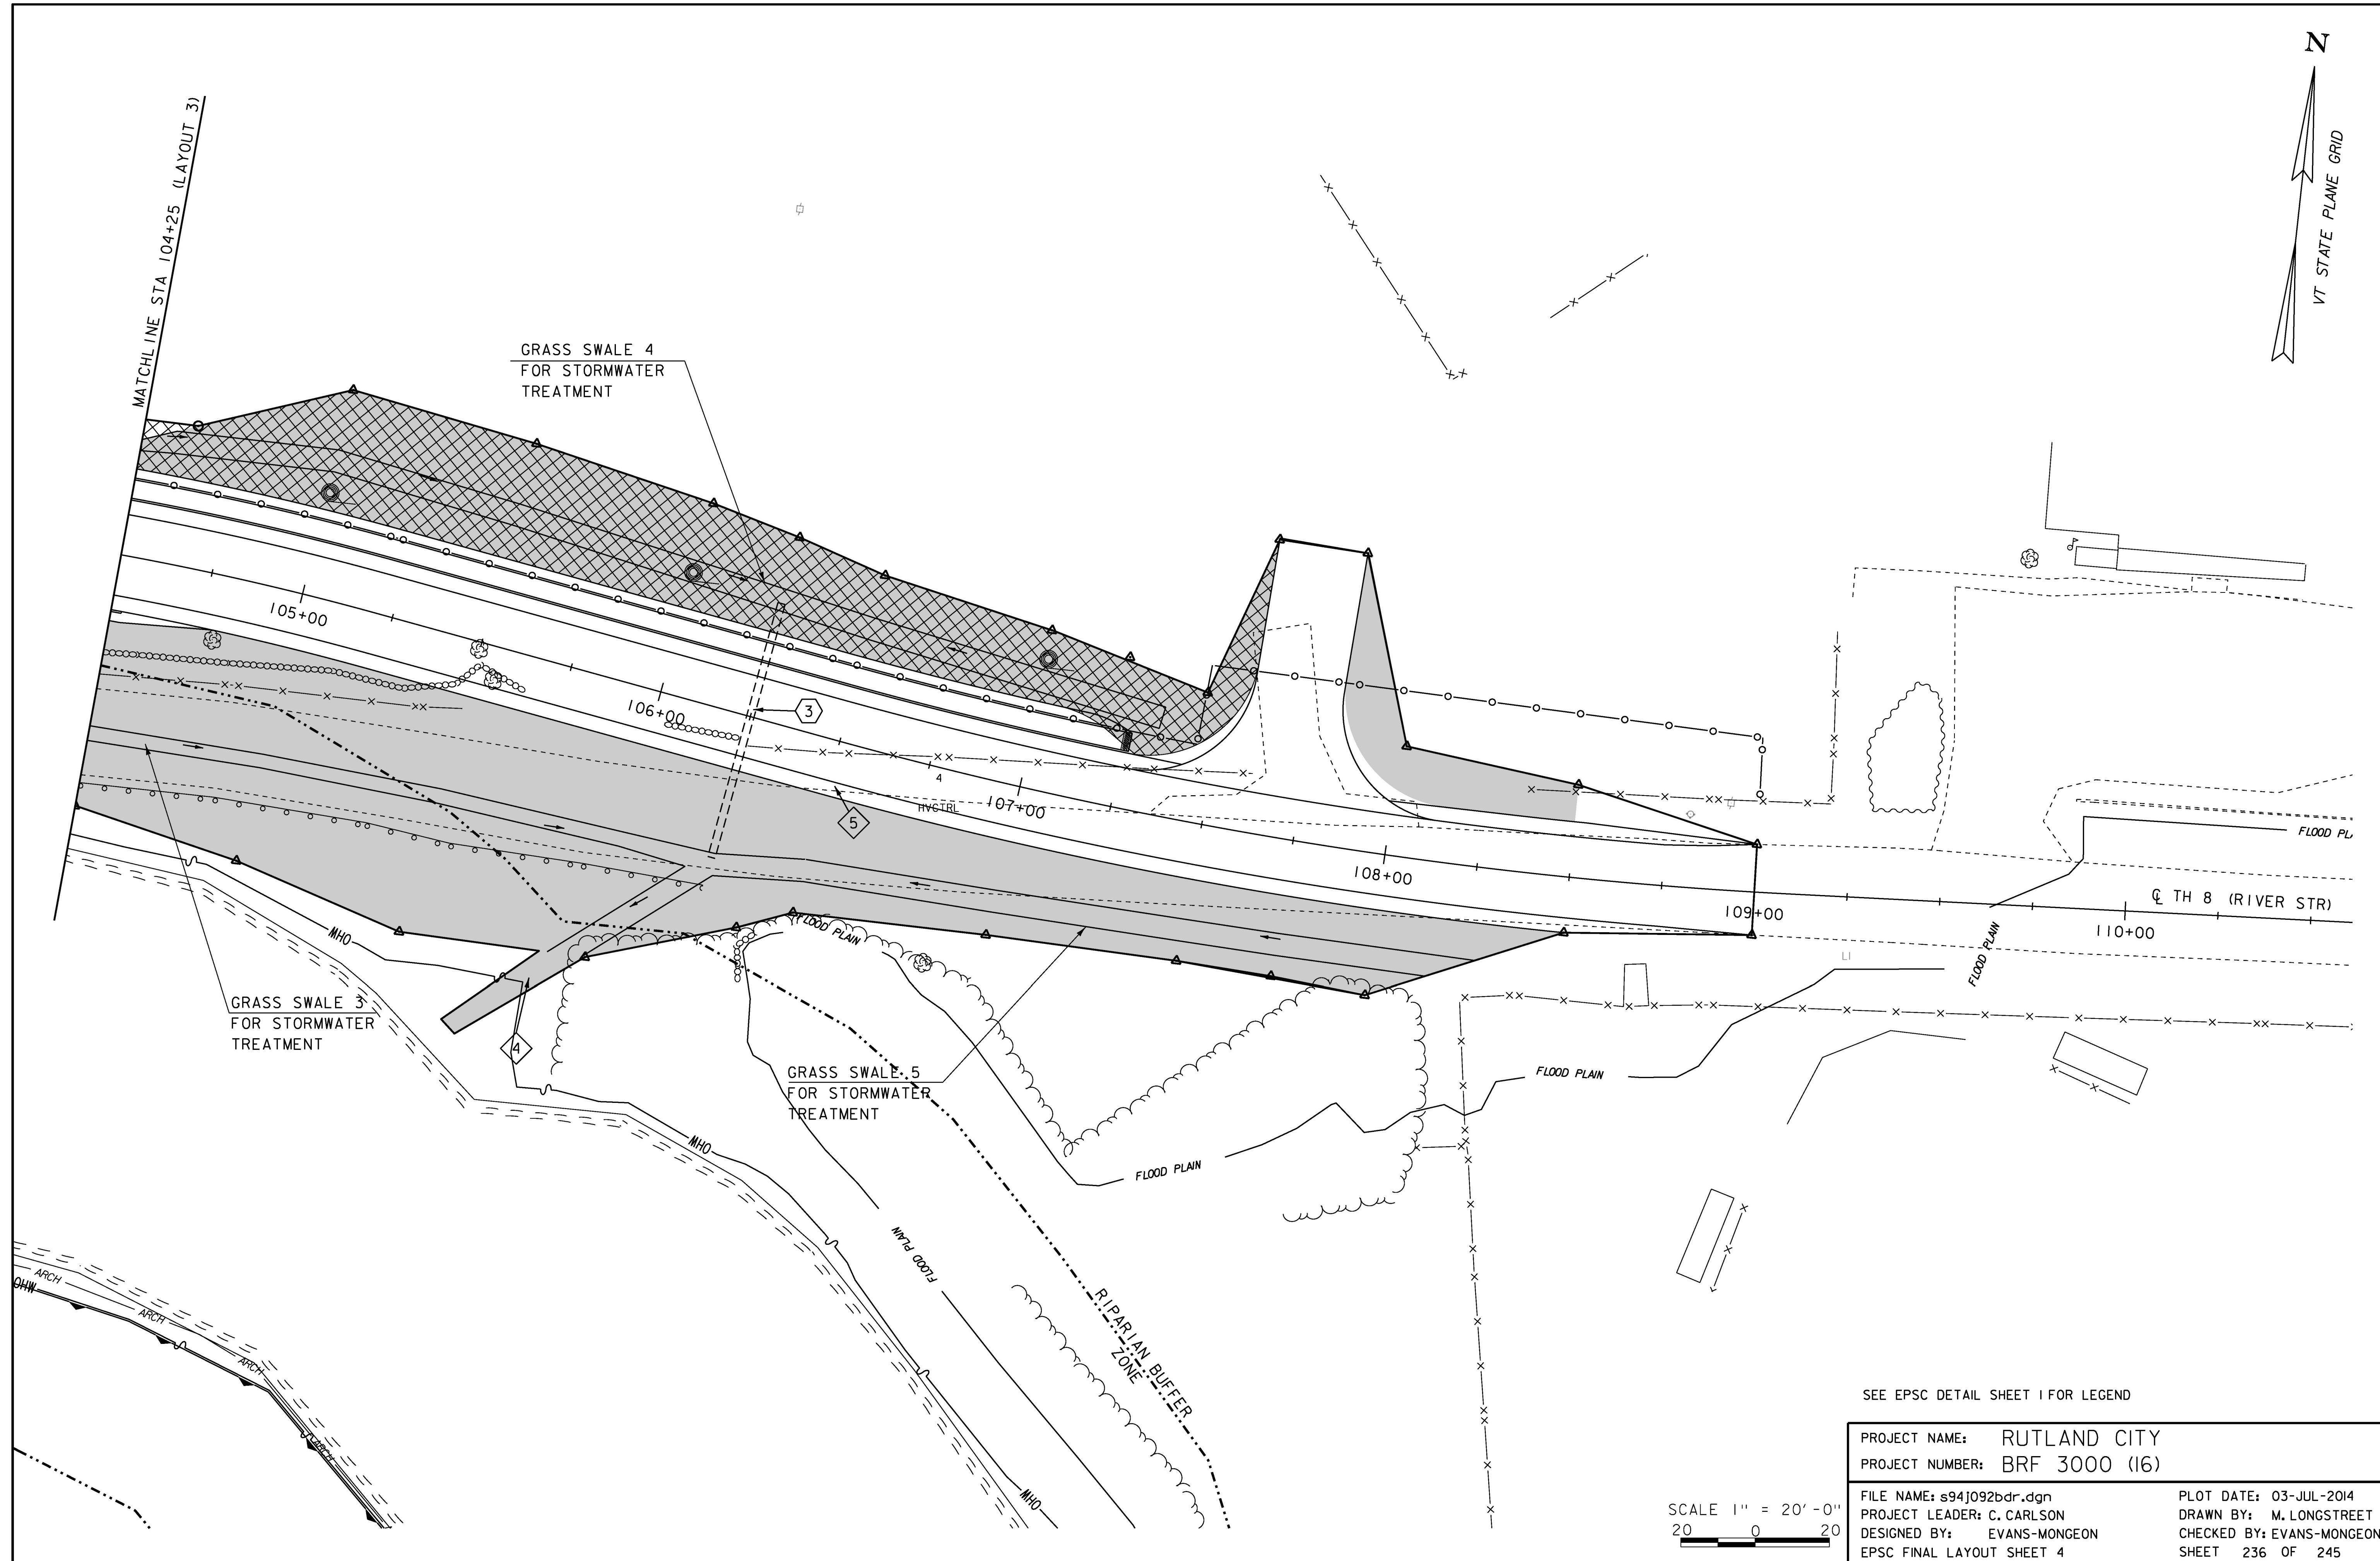 N
VT STATE PLANE GRID
MATCHLINE STA 104+25 (LAYOUT 3)
GRASS SWALE 4
FOR STORMWATER
TREATMENT
105+00
106+00
3
4
HVCTRL
107+00
5
108+00
109+00
110+00
℄ TH 8 (RIVER STR)
FLOOD PL
FLOOD PLAIN
LI
FLOOD PLAIN
OHW
GRASS SWALE 3
FOR STORMWATER
TREATMENT
4
GRASS SWALE 5
FOR STORMWATER
TREATMENT
FLOOD PLAIN
FLOOD PLAIN
OHW
FLOOD PLAIN
RIPARIAN BUFFER
ZONE
ARCH
OHW
ARCH
ARCH
ARCH
OHW
SEE EPSC DETAIL SHEET 1 FOR LEGEND
PROJECT NAME: RUTLAND CITY
PROJECT NUMBER: BRF 3000 (16)
FILE NAME: s94j092bdr.dgn PLOT DATE: 03-JUL-2014
PROJECT LEADER: C. CARLSON DRAWN BY: M. LONGSTREET
DESIGNED BY: EVANS-MONGEON CHECKED BY: EVANS-MONGEON
EPSC FINAL LAYOUT SHEET 4 SHEET 236 OF 245
SCALE 1" = 20'-0"
20 0 20